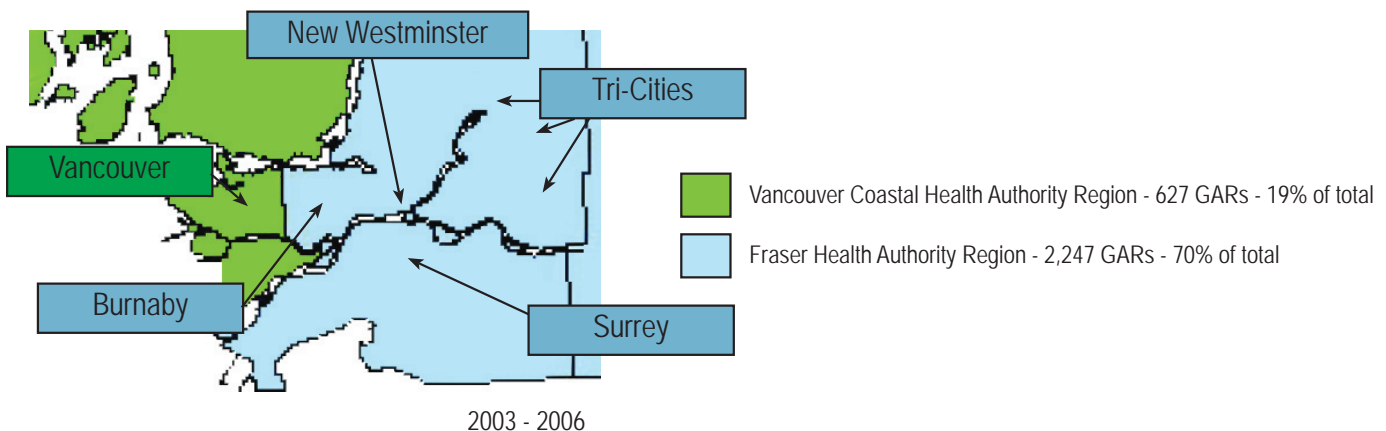 New Westminster
Tri-Cities
Vancouver
Vancouver Coastal Health Authority Region - 627 GARs - 19% of total
Fraser Health Authority Region - 2,247 GARs - 70% of total
Burnaby
Surrey
2003 - 2006